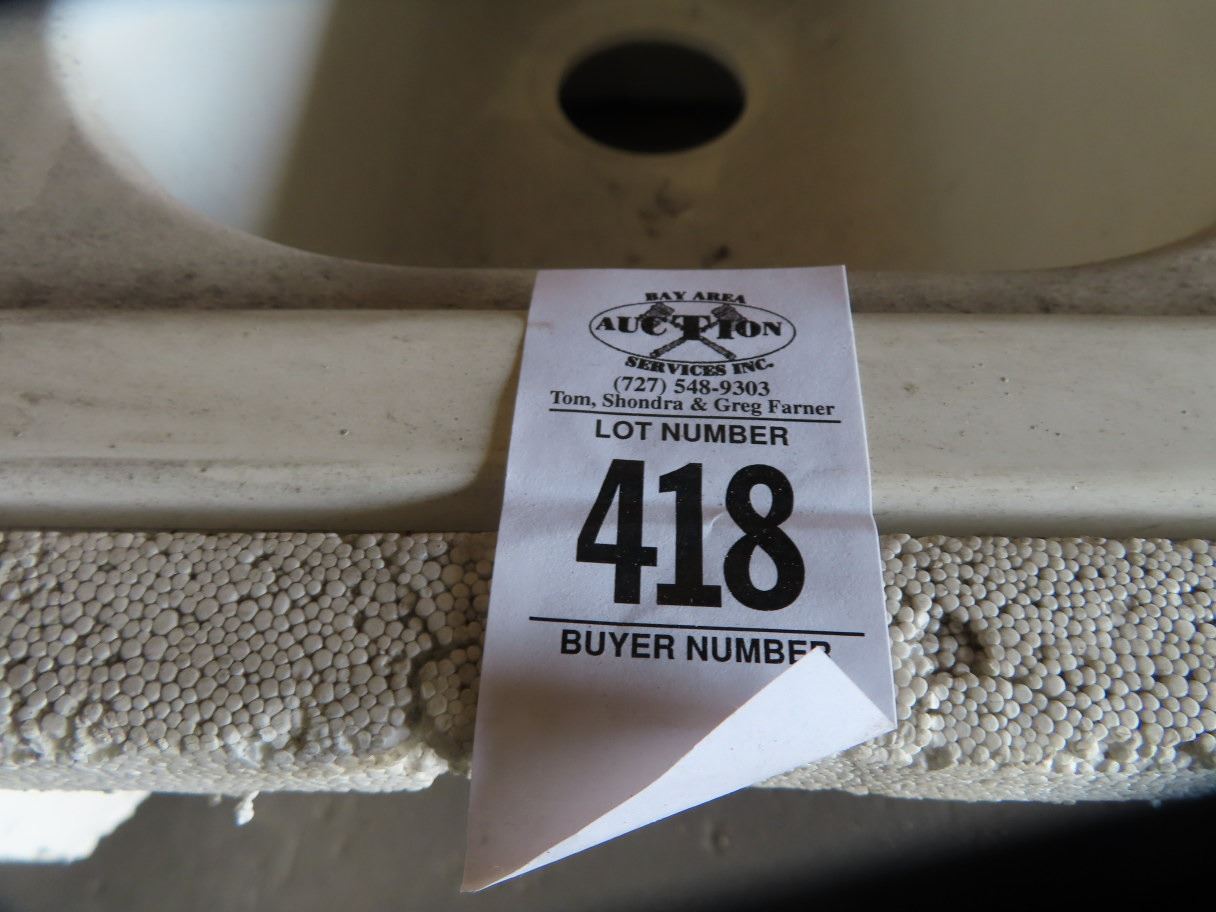 BAY AREA
AUCTION
SERVICES INC.
(727) 548-9303
Tom, Shondra & Greg Farner
LOT NUMBER
418
BUYER NUMBER